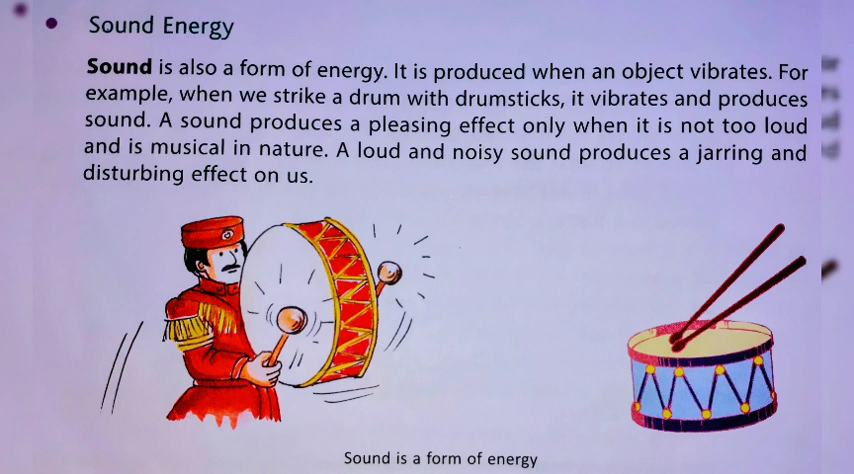 Sound Energy
Sound is also a form of energy. It is produced when an object vibrates. For
example, when we strike a drum with drumsticks, it vibrates and produces
sound. A sound produces a pleasing effect only when it is not too loud
and is musical in nature. A loud and noisy sound produces a jarring and
disturbing effect on us.
Sound is a form of energy